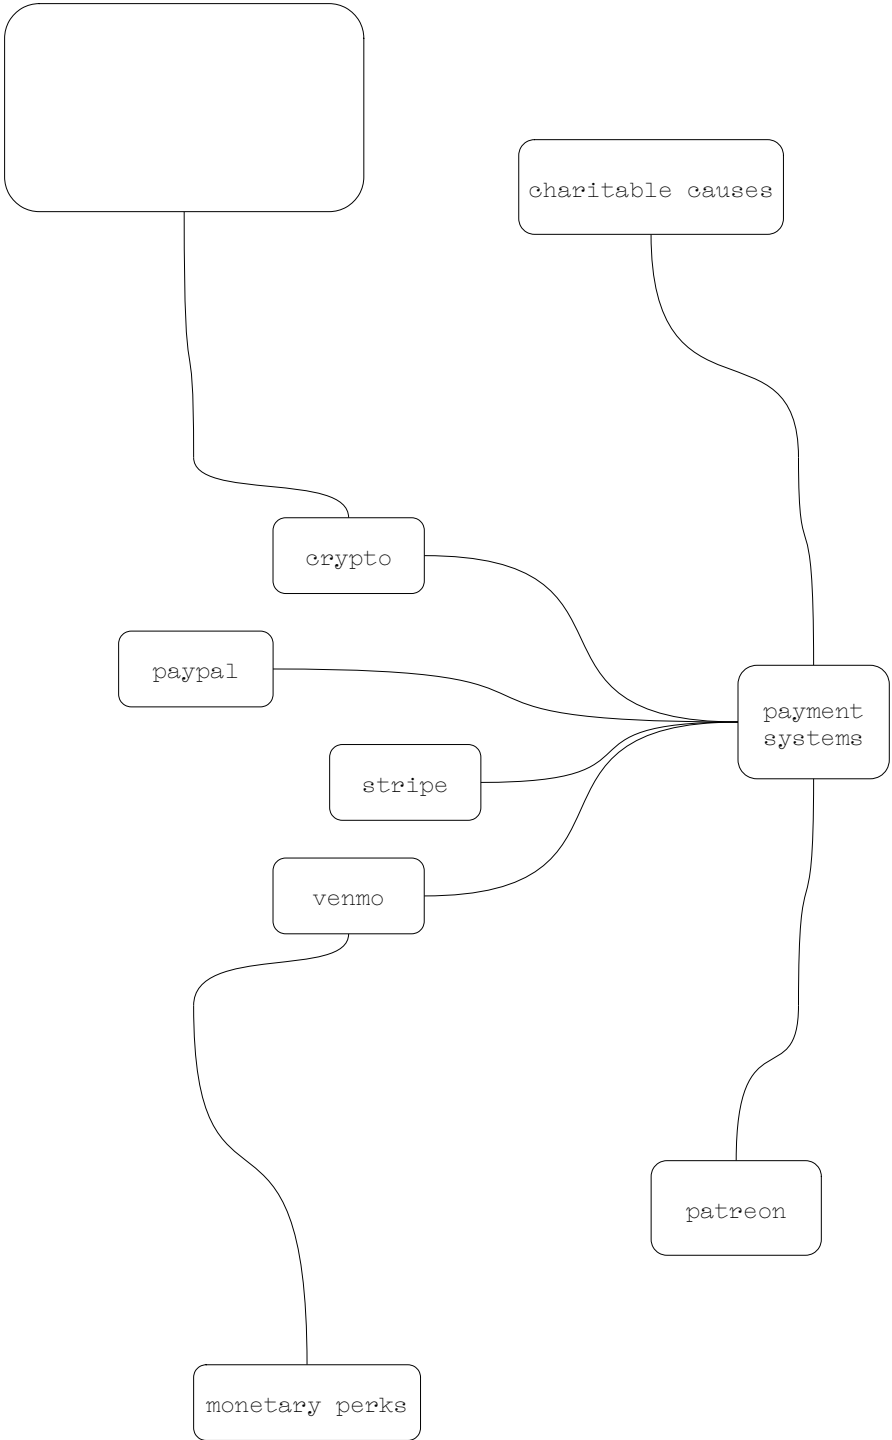 charitable causes
crypto
paypal
payment
systems
stripe
venmo
patreon
monetary perks